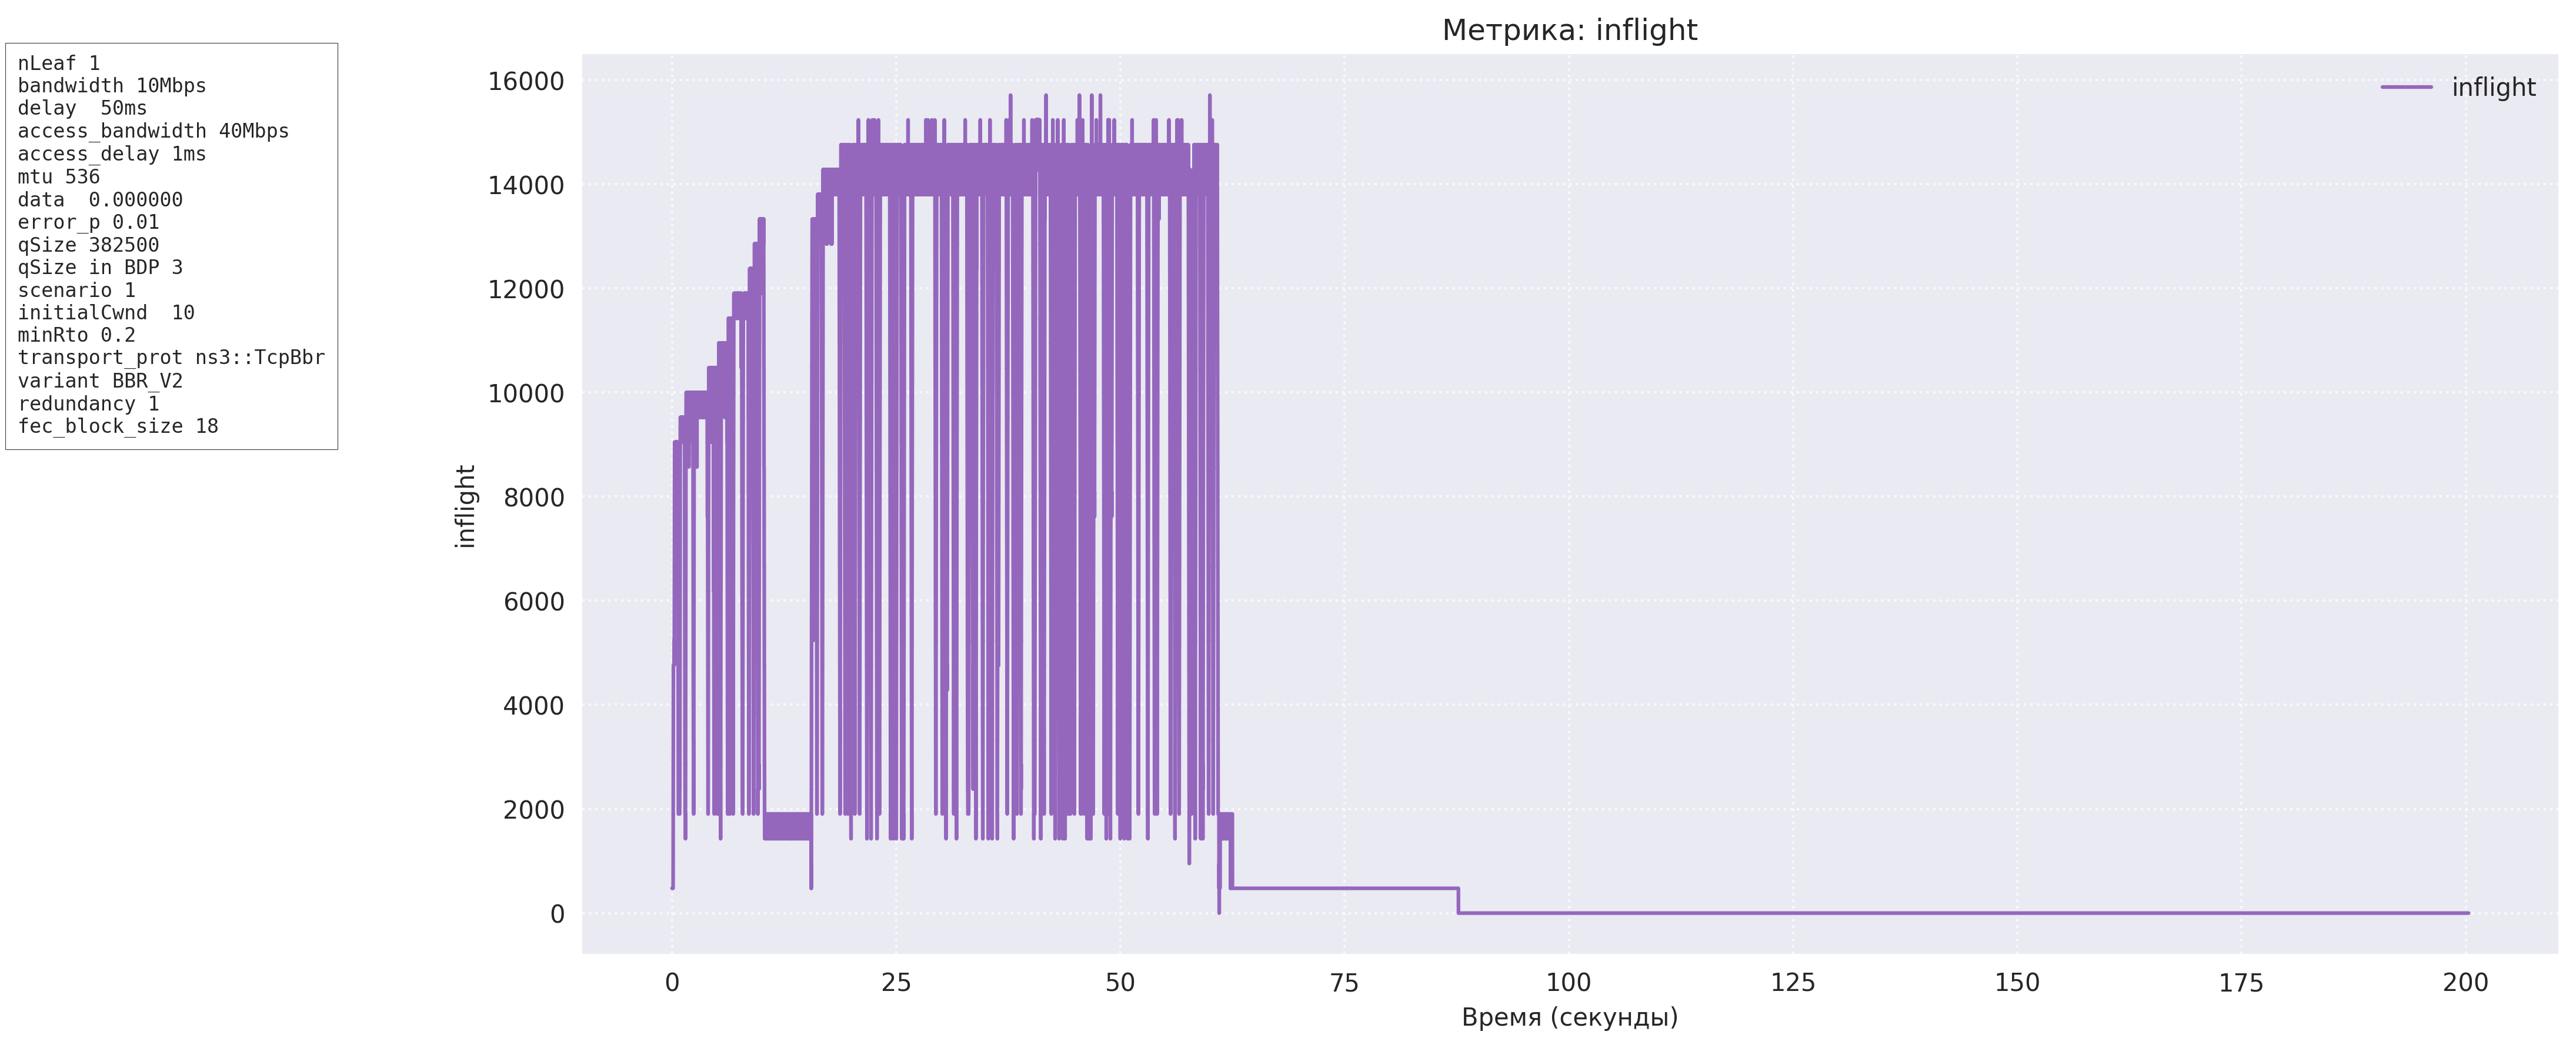 Метрика: inflight
nLeaf 1
bandwidth 10Mbps
delay  50ms
access_bandwidth 40Mbps
access_delay 1ms
mtu 536
data  0.000000
error_p 0.01
qSize 382500
qSize in BDP 3
scenario 1
initialCwnd  10
minRto 0.2
transport_prot ns3::TcpBbr
variant BBR_V2
redundancy 1
fec_block_size 18
inflight
16000
14000
12000
10000
8000
6000
4000
2000
0
inflight
0 25 50 75 100 125 150 175 200
Время (секунды)